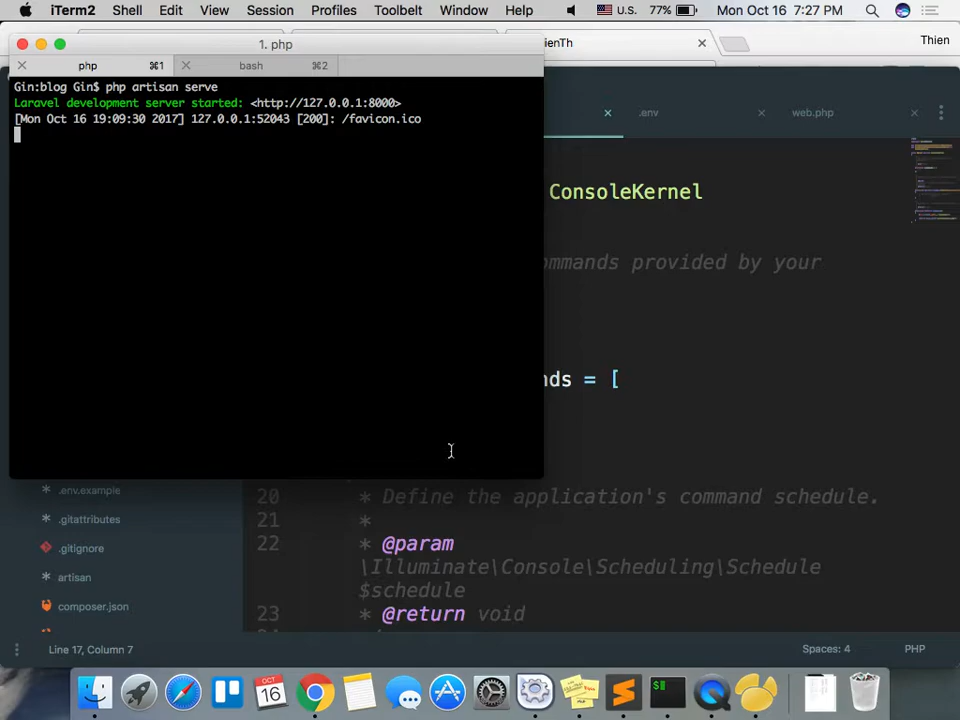 iTerm2 Shell Edit View Session Profiles Toolbelt Window Help U.S. 77% Mon Oct 16 7:27 PM
1. php
ienTh
Thien
php ⌘1 bash ⌘2
Gin:blog Gin$ php artisan serve
Laravel development server started: <http://127.0.0.1:8000>
[Mon Oct 16 19:09:30 2017] 127.0.0.1:52043 [200]: /favicon.ico
.env web.php
ConsoleKernel
ommands provided by your
nds = [
.env.example
.gitattributes
.gitignore
artisan
composer.json
20 * Define the application's command schedule.
21 *
22 * @param
\Illuminate\Console\Scheduling\Schedule
$schedule
23 * @return void
Line 17, Column 7 Spaces: 4 PHP
OCT
16